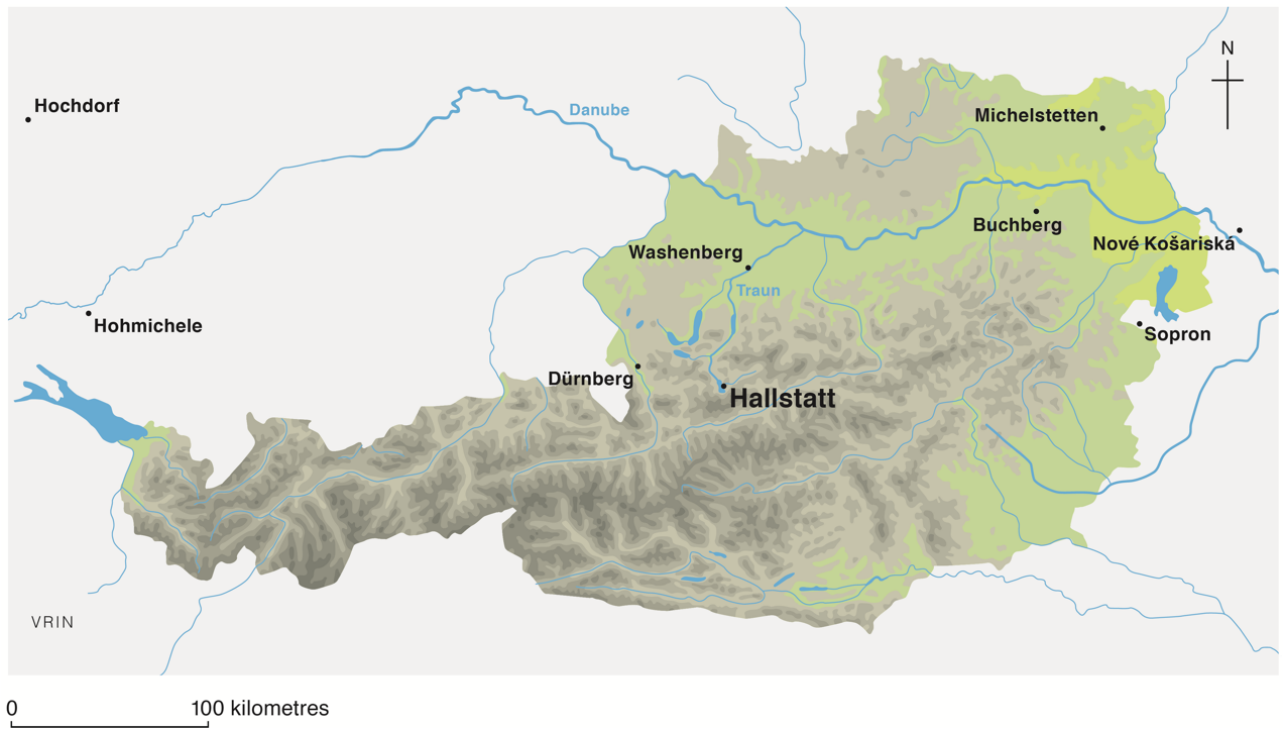 N
Hochdorf
Danube
Michelstetten
Buchberg
Nové Košariská
Washenberg
Traun
Hohmichele
Sopron
Dürnberg
Hallstatt
VRIN
0 100 kilometres